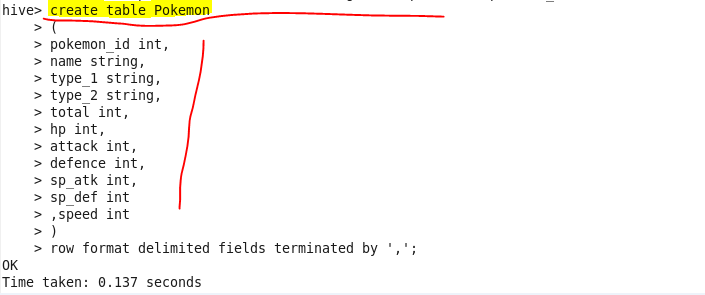 hive> create table Pokemon
> (
> pokemon_id int,
> name string,
> type_1 string,
> type_2 string,
> total int,
> hp int,
> attack int,
> defence int,
> sp_atk int,
> sp_def int
> ,speed int
> )
> row format delimited fields terminated by ',';
OK
Time taken: 0.137 seconds